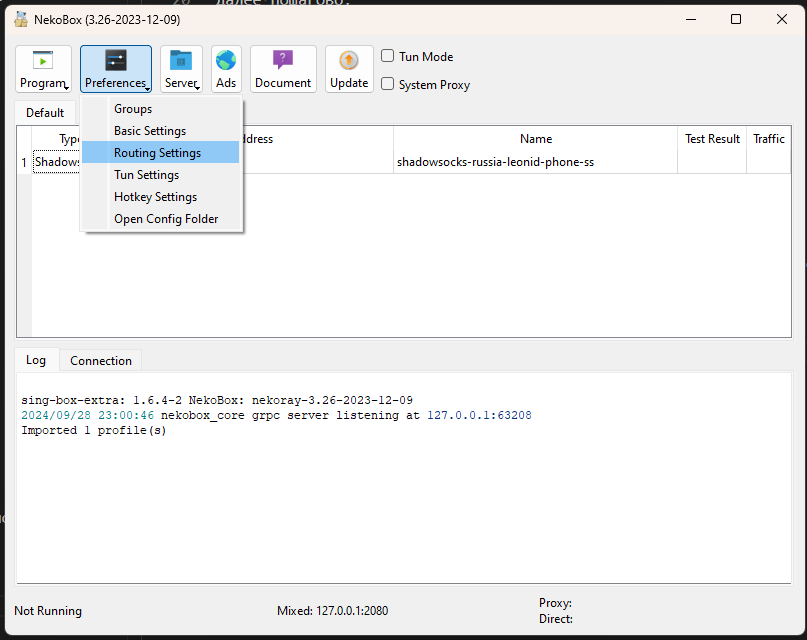 20 далее пошагово.
NekoBox (3.26-2023-12-09)
Program Preferences Server Ads Document Update
Tun Mode
System Proxy
Default
Groups
Basic Settings
Routing Settings
Tun Settings
Hotkey Settings
Open Config Folder
Type ddress Name Test Result Traffic
1 Shadows shadowsocks-russia-leonid-phone-ss
Log Connection
sing-box-extra: 1.6.4-2 NekoBox: nekoray-3.26-2023-12-09
2024/09/28 23:00:46 nekobox_core grpc server listening at 127.0.0.1:63208
Imported 1 profile(s)
Not Running Mixed: 127.0.0.1:2080
Proxy:
Direct: